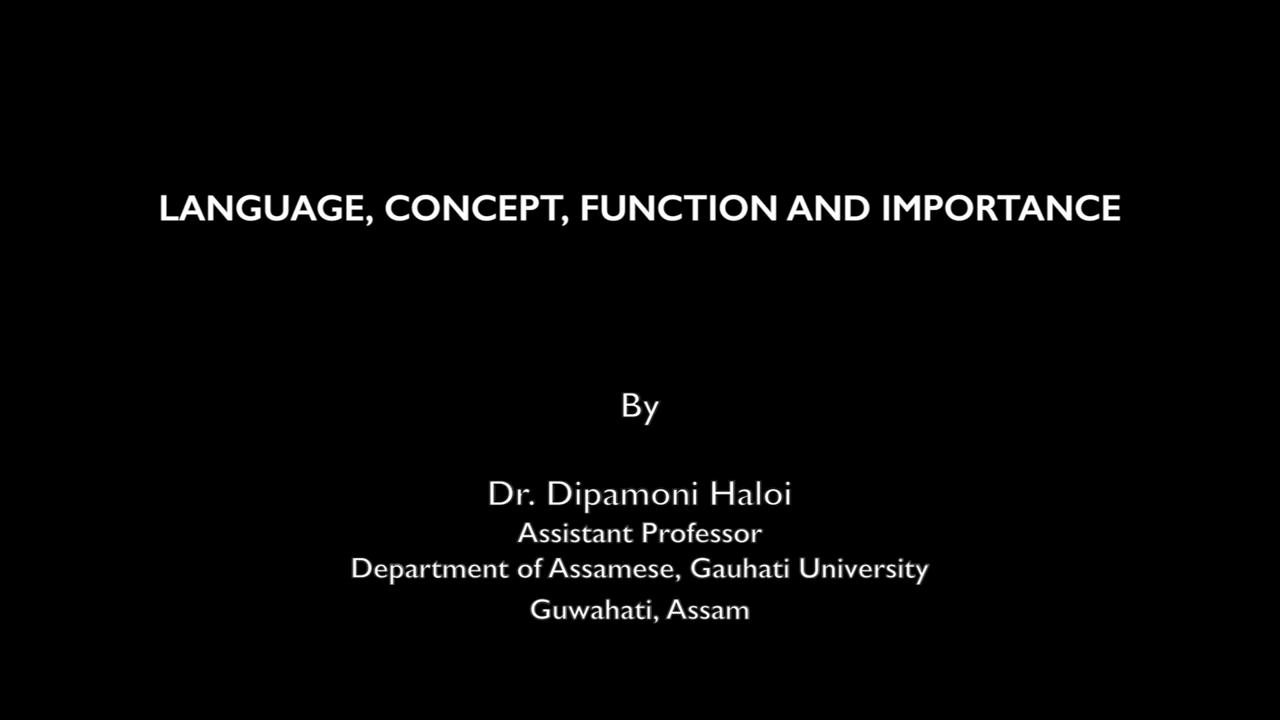 LANGUAGE, CONCEPT, FUNCTION AND IMPORTANCE
By
Dr. Dipamoni Haloi
Assistant Professor
Department of Assamese, Gauhati University
Guwahati, Assam